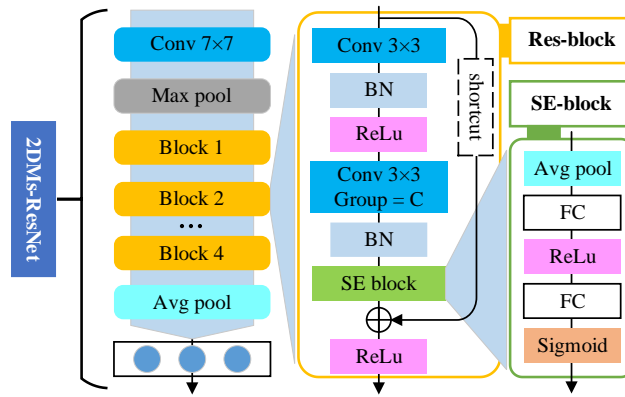 2DMs-ResNet
Conv 7×7
Max pool
Block 1
Block 2
...
Block 4
Avg pool
Conv 3×3
BN
ReLu
Conv 3×3
Group = C
BN
SE block
ReLu
shortcut
Res-block
SE-block
Avg pool
FC
ReLu
FC
Sigmoid